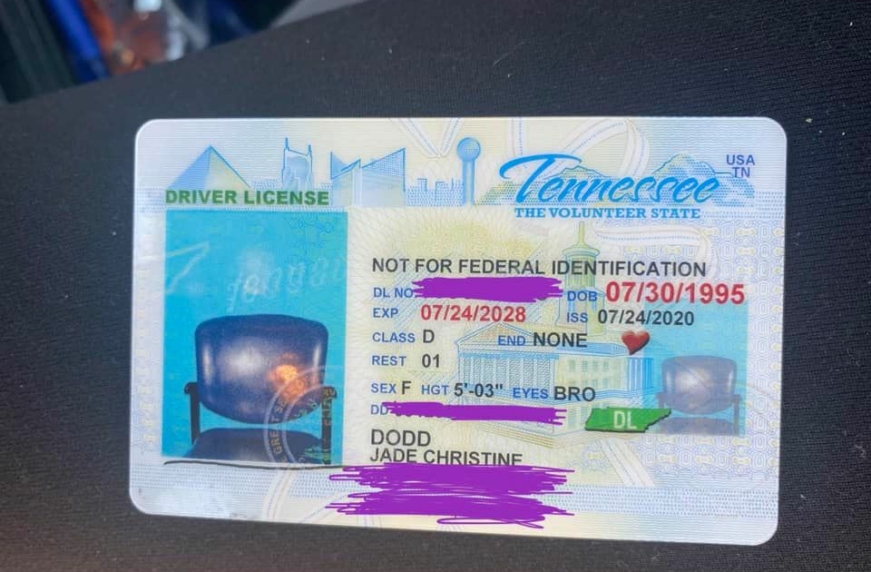 USA
TN
Tennessee
THE VOLUNTEER STATE
DRIVER LICENSE
NOT FOR FEDERAL IDENTIFICATION
DL NO. DOB 07/30/1995
EXP 07/24/2028 ISS 07/24/2020
CLASS D END NONE
REST 01
SEX F HGT 5'-03" EYES BRO
DD
DL
DODD
JADE CHRISTINE